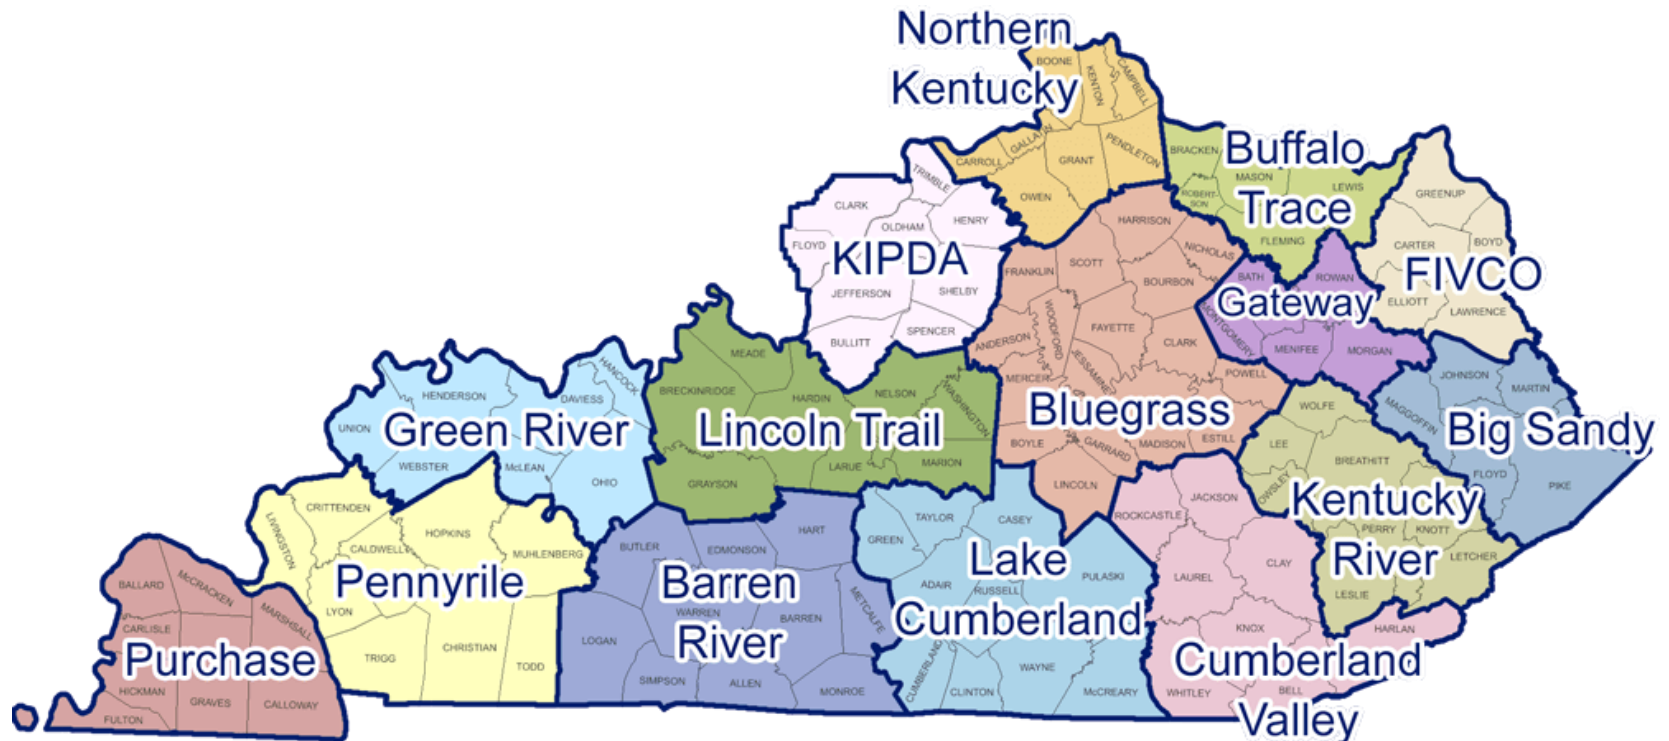 Northern
Kentucky
BOONE
KENTON
CAMPBELL
GALLATIN
CARROLL
GRANT
PENDLETON
OWEN
Buffalo
Trace
BRACKEN
MASON
LEWIS
ROBERT-
SON
FLEMING
FIVCO
GREENUP
CARTER
BOYD
ELLIOTT
LAWRENCE
Gateway
BATH
ROWAN
MONTGOMERY
MENIFEE
MORGAN
KIPDA
TRIMBLE
CLARK
OLDHAM
HENRY
FLOYD
JEFFERSON
SHELBY
SPENCER
BULLITT
Bluegrass
HARRISON
NICHOLAS
FRANKLIN
SCOTT
BOURBON
WOODFORD
FAYETTE
ANDERSON
CLARK
JESSAMINE
MERCER
POWELL
BOYLE
GARRARD
MADISON
ESTILL
LINCOLN
Big Sandy
JOHNSON
MARTIN
MAGGOFFIN
FLOYD
PIKE
Lincoln Trail
MEADE
BRECKINRIDGE
HARDIN
NELSON
WASHINGTON
GRAYSON
LARUE
MARION
Green River
HANCOCK
HENDERSON
DAVIESS
UNION
WEBSTER
McLEAN
OHIO
Kentucky
River
WOLFE
LEE
BREATHITT
OWSLEY
PERRY
KNOTT
LETCHER
LESLIE
Pennyrile
CRITTENDEN
LIVINGSTON
CALDWELL
HOPKINS
MUHLENBERG
LYON
TRIGG
CHRISTIAN
TODD
Barren
River
BUTLER
EDMONSON
HART
WARREN
BARREN
METCALFE
LOGAN
SIMPSON
ALLEN
MONROE
Lake
Cumberland
TAYLOR
CASEY
GREEN
ADAIR
RUSSELL
PULASKI
CUMBERLAND
CLINTON
WAYNE
McCREARY
Cumberland
Valley
ROCKCASTLE
JACKSON
LAUREL
CLAY
KNOX
HARLAN
WHITLEY
BELL
Purchase
BALLARD
McCRACKEN
MARSHSALL
CARLISLE
HICKMAN
GRAVES
CALLOWAY
FULTON